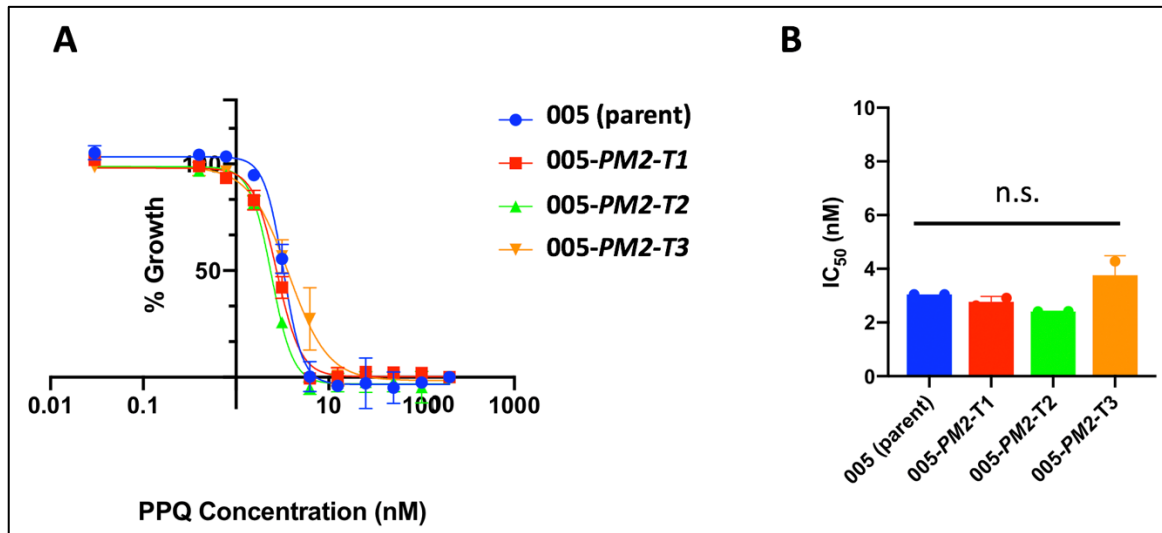 A
005 (parent)
005-PM2-T1
005-PM2-T2
005-PM2-T3
% Growth
100
50
0.01
0.1
10
100
1000
PPQ Concentration (nM)
B
n.s.
IC50 (nM)
10
8
6
4
2
0
005 (parent)
005-PM2-T1
005-PM2-T2
005-PM2-T3